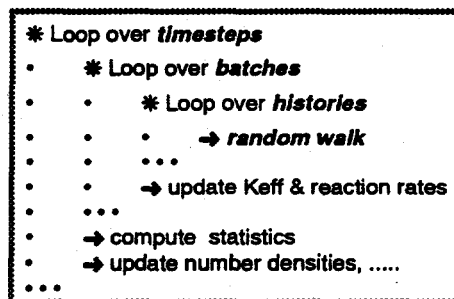 * Loop over timesteps
• * Loop over batches
• • * Loop over histories
• • • → random walk
• • •••
• • → update Keff & reaction rates
• •••
• → compute statistics
• → update number densities, .....
•••